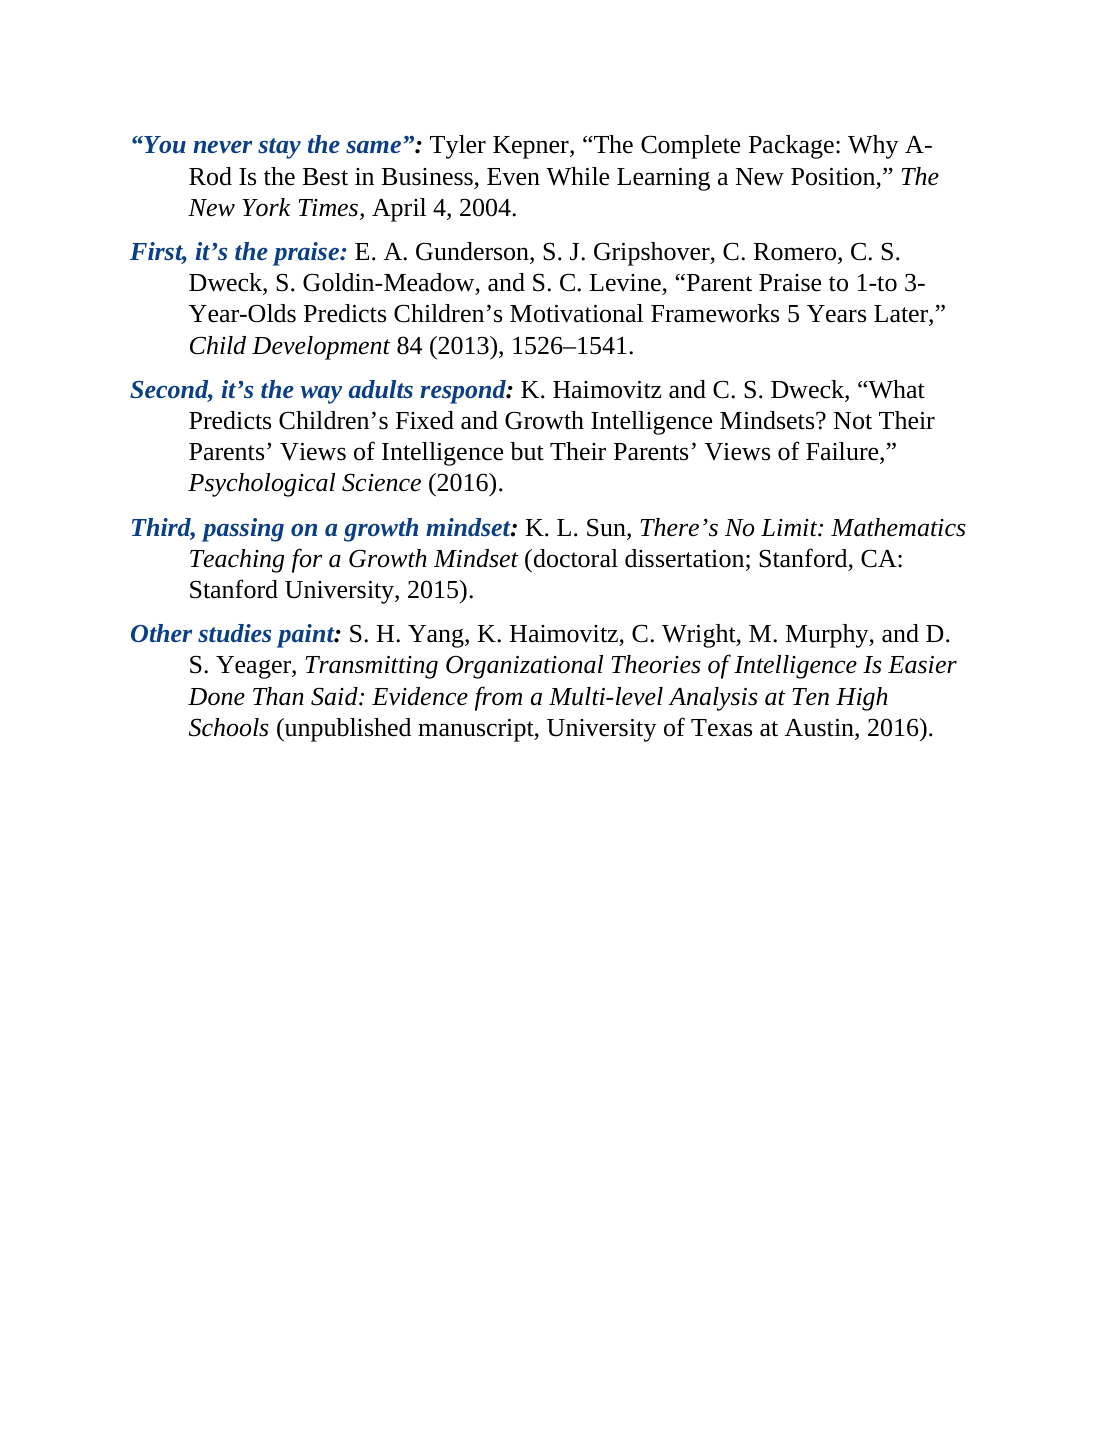 “You never stay the same”: Tyler Kepner, “The Complete Package: Why A-
Rod Is the Best in Business, Even While Learning a New Position,” The
New York Times, April 4, 2004.
First, it’s the praise: E. A. Gunderson, S. J. Gripshover, C. Romero, C. S.
Dweck, S. Goldin-Meadow, and S. C. Levine, “Parent Praise to 1-to 3-
Year-Olds Predicts Children’s Motivational Frameworks 5 Years Later,”
Child Development 84 (2013), 1526–1541.
Second, it’s the way adults respond: K. Haimovitz and C. S. Dweck, “What
Predicts Children’s Fixed and Growth Intelligence Mindsets? Not Their
Parents’ Views of Intelligence but Their Parents’ Views of Failure,”
Psychological Science (2016).
Third, passing on a growth mindset: K. L. Sun, There’s No Limit: Mathematics
Teaching for a Growth Mindset (doctoral dissertation; Stanford, CA:
Stanford University, 2015).
Other studies paint: S. H. Yang, K. Haimovitz, C. Wright, M. Murphy, and D.
S. Yeager, Transmitting Organizational Theories of Intelligence Is Easier
Done Than Said: Evidence from a Multi-level Analysis at Ten High
Schools (unpublished manuscript, University of Texas at Austin, 2016).